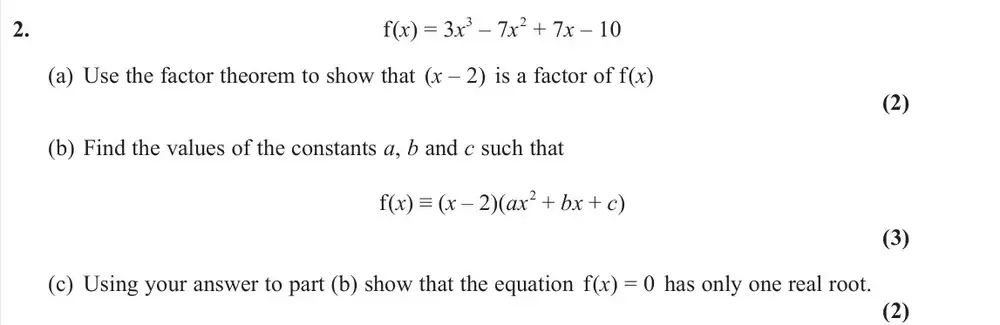 2. f(x) = 3x³ – 7x² + 7x – 10
(a) Use the factor theorem to show that (x – 2) is a factor of f(x)
(2)
(b) Find the values of the constants a, b and c such that
f(x) ≡ (x – 2)(ax² + bx + c)
(3)
(c) Using your answer to part (b) show that the equation f(x) = 0 has only one real root.
(2)